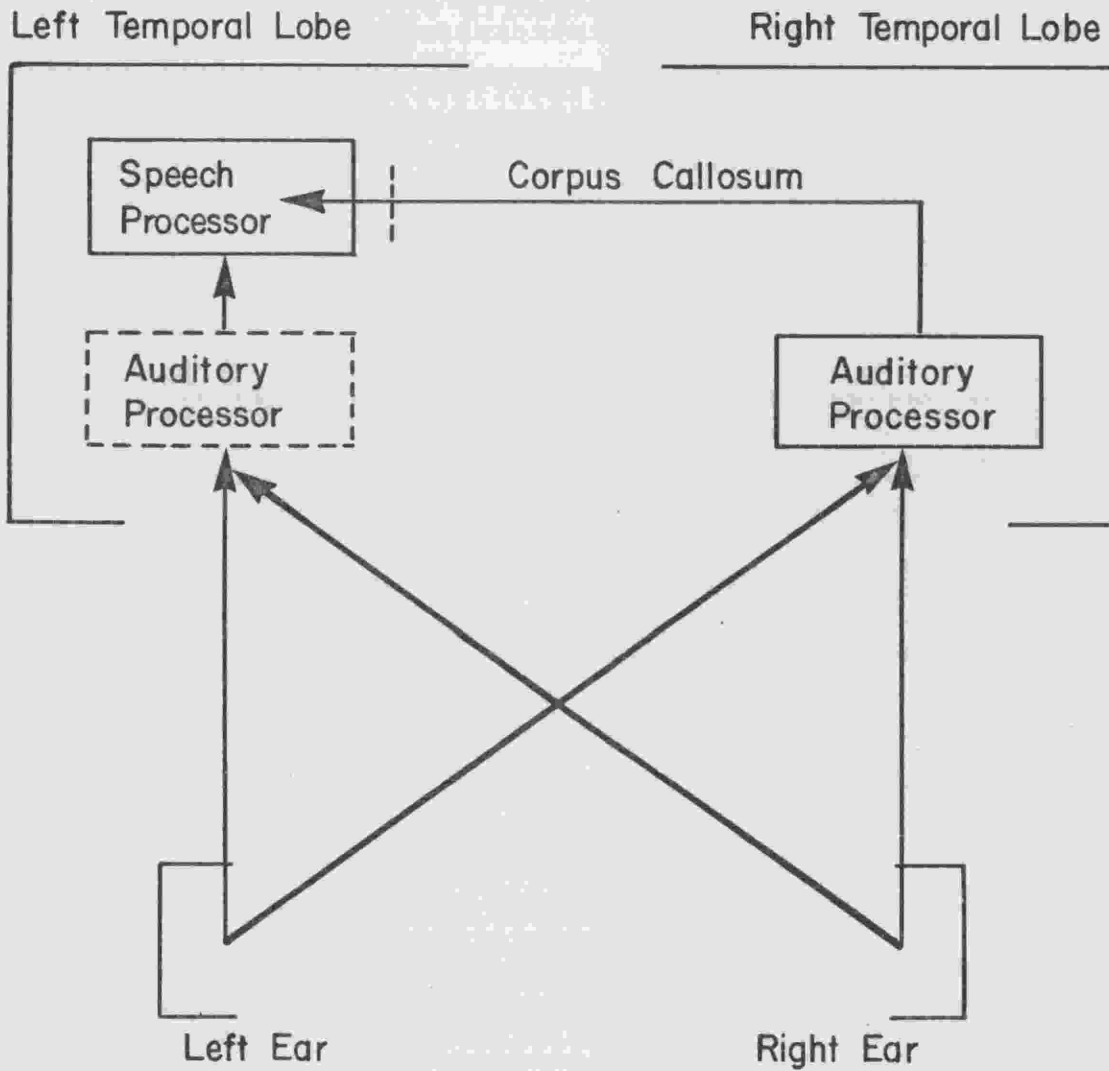 Left Temporal Lobe
Right Temporal Lobe
Speech
Processor
Corpus Callosum
Auditory
Processor
Auditory
Processor
Left Ear
Right Ear